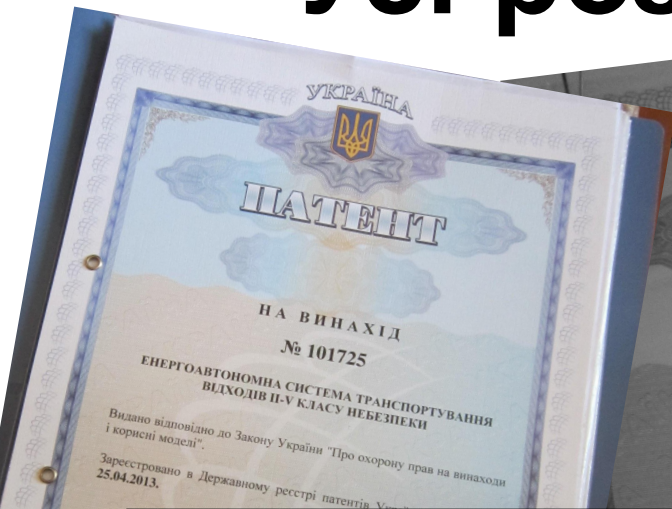 УКРАЇНА
ПАТЕНТ
НА ВИНАХІД
№ 101725
ЕНЕРГОАВТОНОМНА СИСТЕМА ТРАНСПОРТУВАННЯ
ВІДХОДІВ ІІ-V КЛАСУ НЕБЕЗПЕКИ
Видано відповідно до Закону України "Про охорону прав на винаходи
і корисні моделі".
Зареєстровано в Державному реєстрі патентів
25.04.2013.